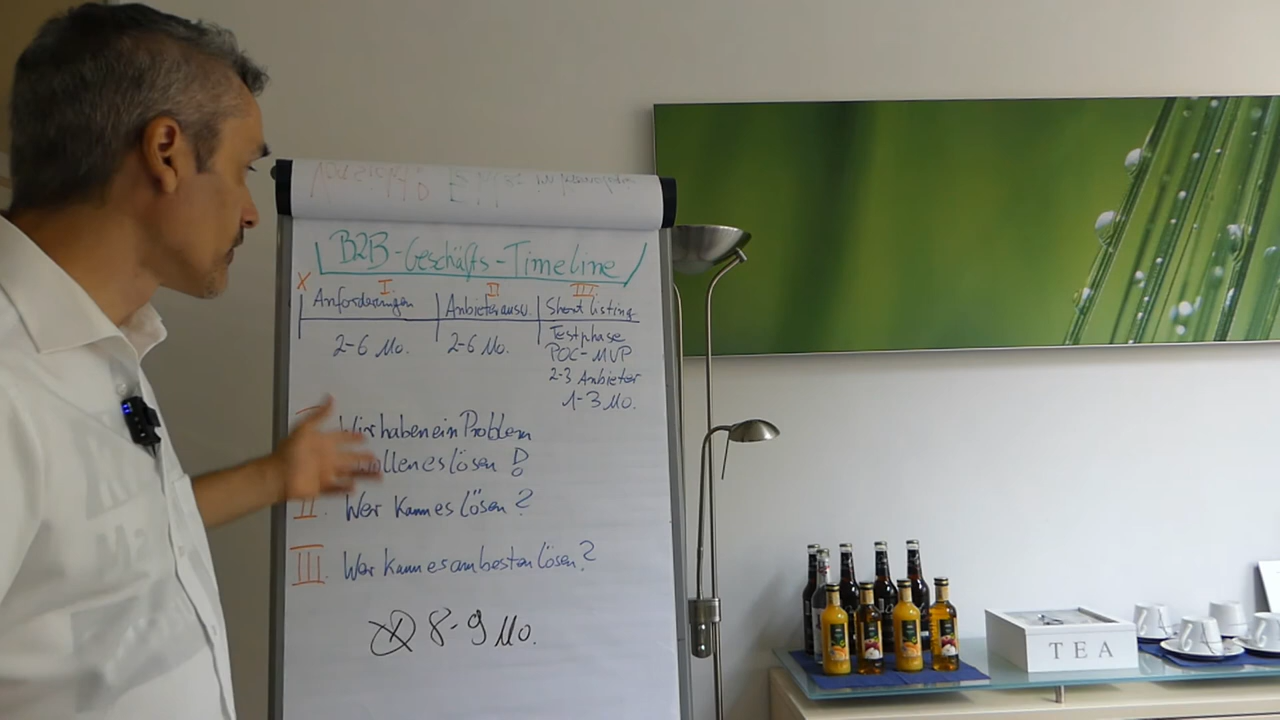 B2B-Geschäfts-Timeline
X I. II III.
Anforderungen Anbieterausw. Short listing
2-6 Mo. 2-6 Mo. Testphase
POC-MVP
2-3 Anbieter
1-3 Mo.
Wir haben ein Problem
wollen es lösen !
II. Wer kann es lösen ?
III. Wer kann es am besten lösen ?
Ⓧ 8-9 Mo.
TEA